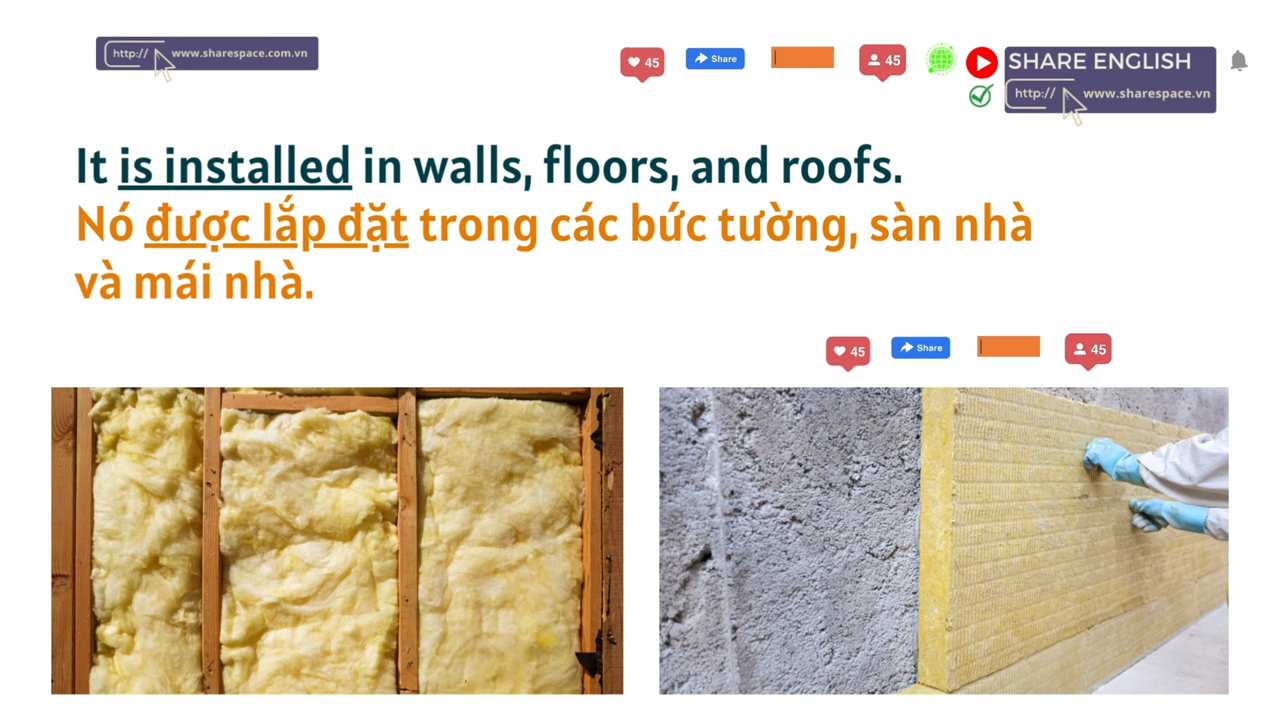 http:// www.sharespace.com.vn
45 Share 45
SHARE ENGLISH
http:// www.sharespace.vn
It is installed in walls, floors, and roofs.
Nó được lắp đặt trong các bức tường, sàn nhà
và mái nhà.
45 Share 45